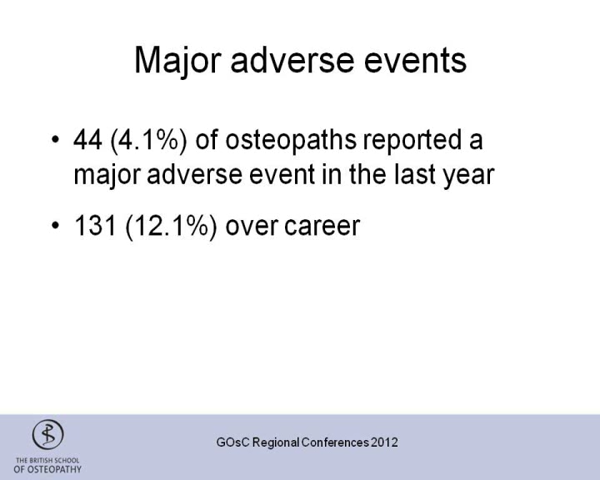 Major adverse events
• 44 (4.1%) of osteopaths reported a
major adverse event in the last year
• 131 (12.1%) over career
GOsC Regional Conferences 2012
THE BRITISH SCHOOL
OF OSTEOPATHY